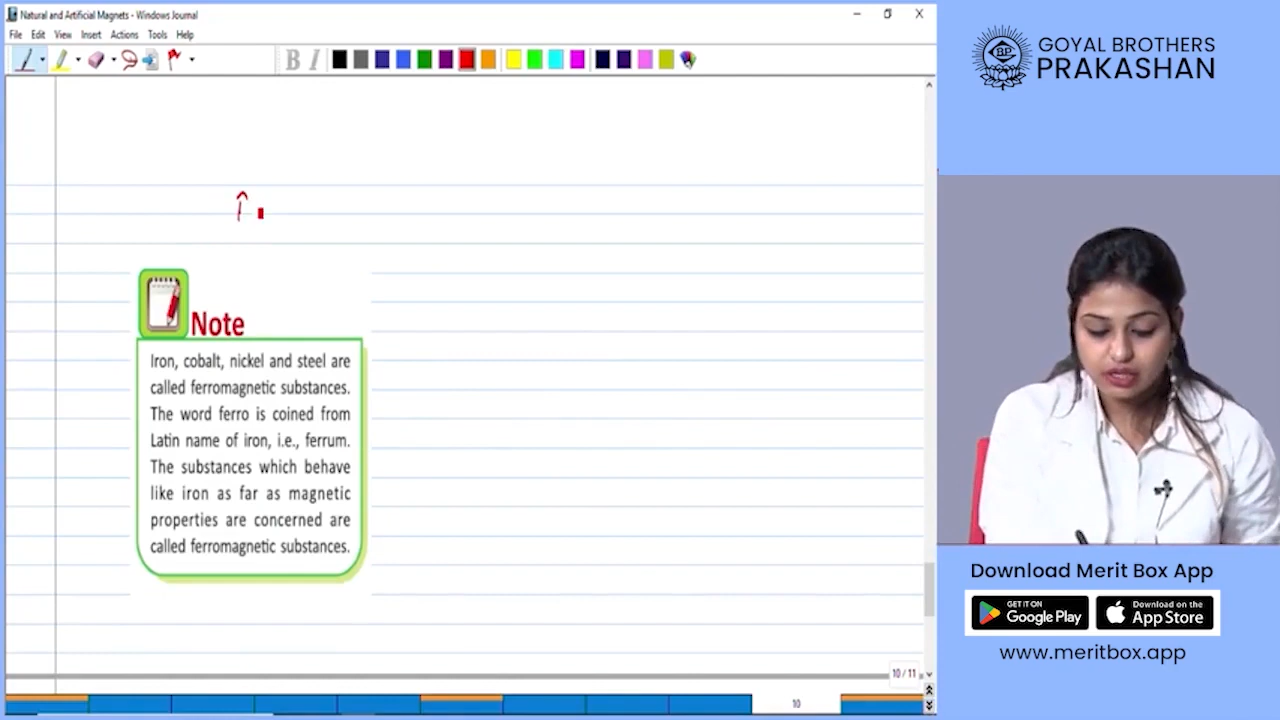 Natural and Artificial Magnets - Windows Journal
File Edit View Insert Actions Tools Help
B I
GOYAL BROTHERS
PRAKASHAN
Note
Iron, cobalt, nickel and steel are
called ferromagnetic substances.
The word ferro is coined from
Latin name of iron, i.e., ferrum.
The substances which behave
like iron as far as magnetic
properties are concerned are
called ferromagnetic substances.
10 / 11
10
Download Merit Box App
GET IT ON
Google Play
Download on the
App Store
www.meritbox.app